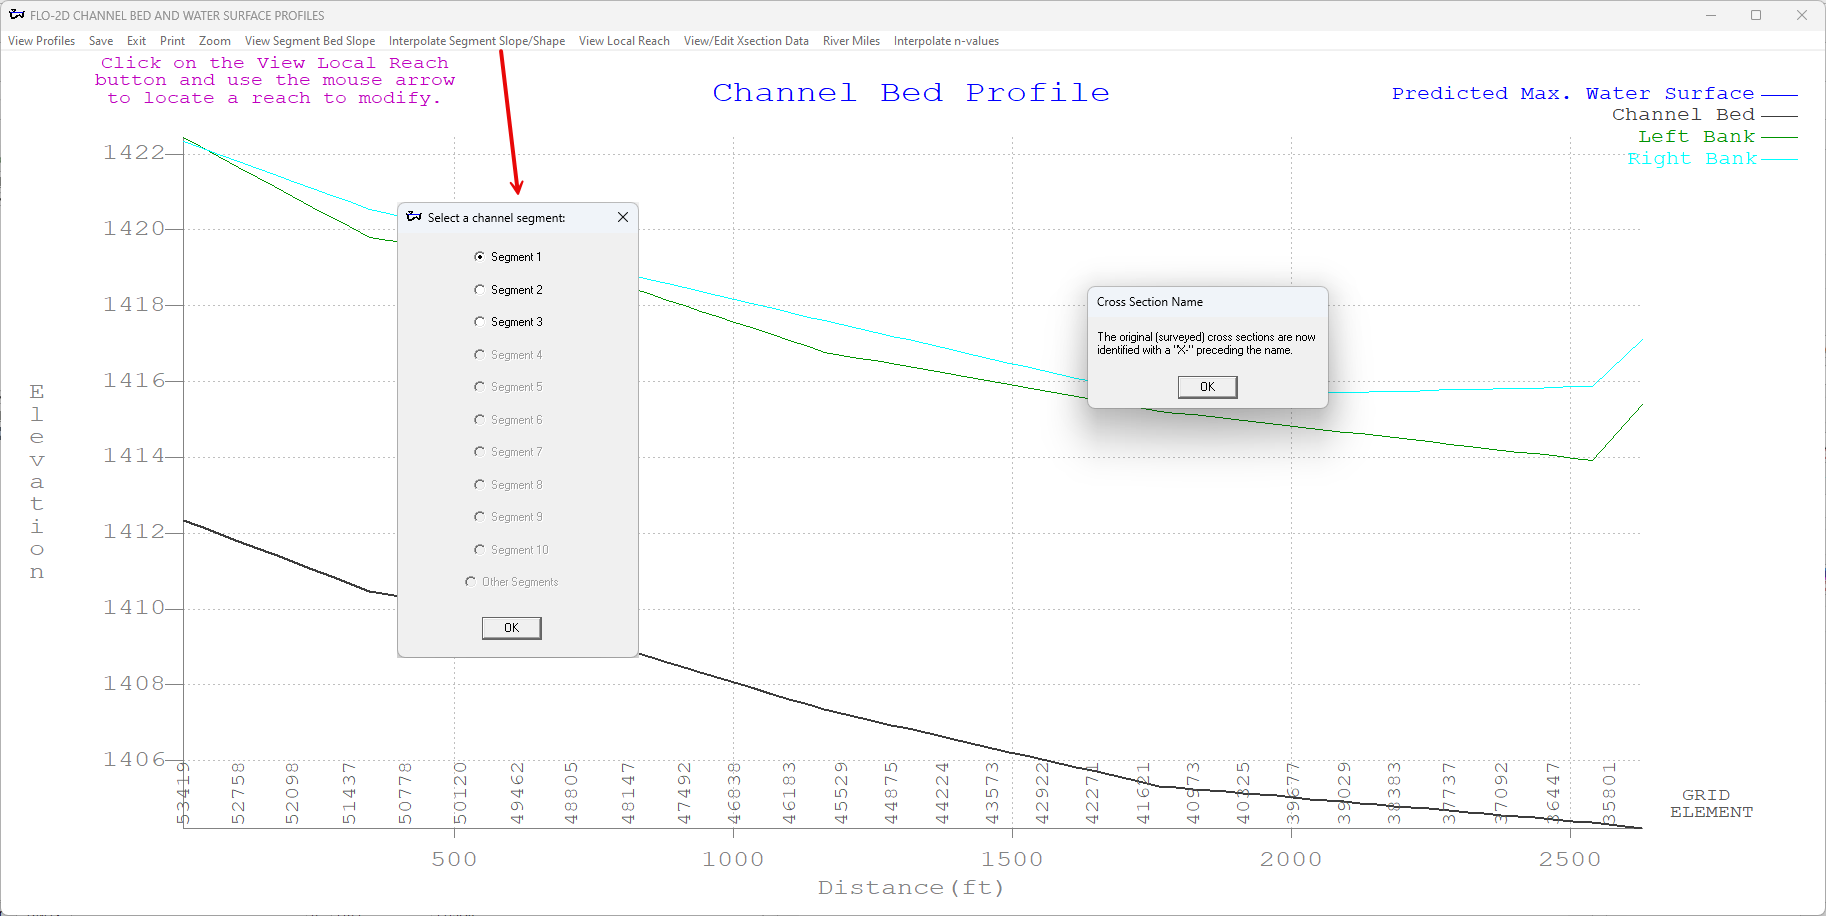 FLO-2D CHANNEL BED AND WATER SURFACE PROFILES
View Profiles Save Exit Print Zoom View Segment Bed Slope Interpolate Segment Slope/Shape View Local Reach View/Edit Xsection Data River Miles Interpolate n-values
Click on the View Local Reach
button and use the mouse arrow
to locate a reach to modify.
Channel Bed Profile
Predicted Max. Water Surface
Channel Bed
Left Bank
Right Bank
1422
1420
1418
1416
1414
1412
1410
1408
1406
Elevation
Select a channel segment:
Segment 1
Segment 2
Segment 3
Segment 4
Segment 5
Segment 6
Segment 7
Segment 8
Segment 9
Segment 10
Other Segments
OK
Cross Section Name
The original (surveyed) cross sections are now
identified with a "X-" preceding the name.
OK
53419 52758 52098 51437 50778 50120 49462 48805 48147 47492 46838 46183 45529 44875 44224 43573 42922 42271 41621 40973 40325 39677 39029 38383 37737 37092 36447 35801
GRID
ELEMENT
500 1000 1500 2000 2500
Distance(ft)